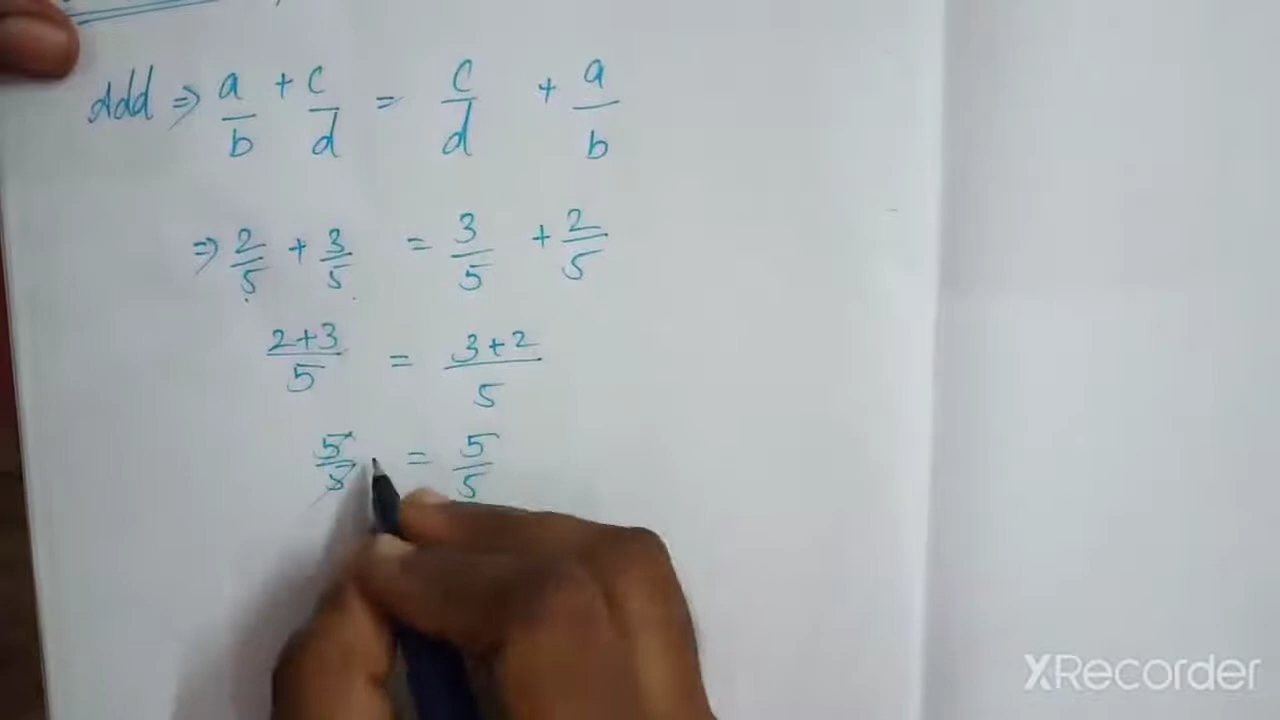 Add ⇒ a/b + c/d = c/d + a/b
⇒ 2/5 + 3/5 = 3/5 + 2/5
2+3/5 = 3+2/5
5/5 = 5/5
XRecorder